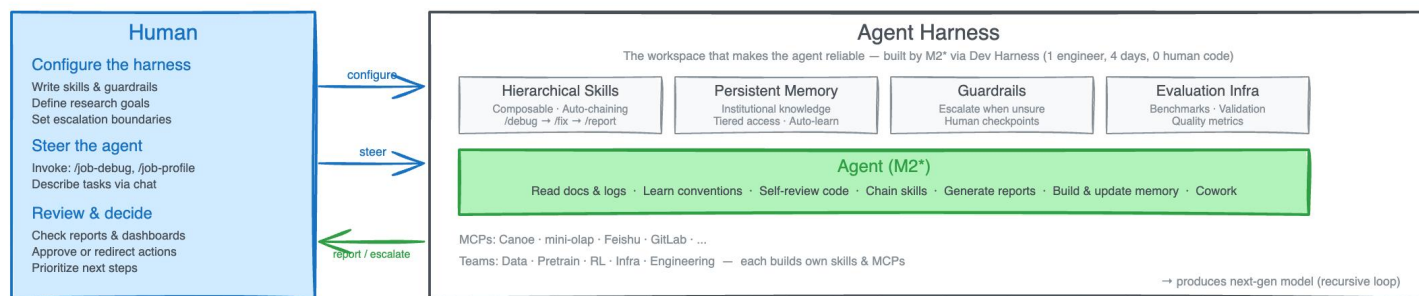 Human
Configure the harness
Write skills & guardrails
Define research goals
Set escalation boundaries
Steer the agent
Invoke: /job-debug, /job-profile
Describe tasks via chat
Review & decide
Check reports & dashboards
Approve or redirect actions
Prioritize next steps
configure
steer
report / escalate
Agent Harness
The workspace that makes the agent reliable — built by M2* via Dev Harness (1 engineer, 4 days, 0 human code)
Hierarchical Skills
Composable · Auto-chaining
/debug → /fix → /report
Persistent Memory
Institutional knowledge
Tiered access · Auto-learn
Guardrails
Escalate when unsure
Human checkpoints
Evaluation Infra
Benchmarks · Validation
Quality metrics
Agent (M2*)
Read docs & logs · Learn conventions · Self-review code · Chain skills · Generate reports · Build & update memory · Cowork
MCPs: Canoe · mini-olap · Feishu · GitLab · ...
Teams: Data · Pretrain · RL · Infra · Engineering — each builds own skills & MCPs
→ produces next-gen model (recursive loop)